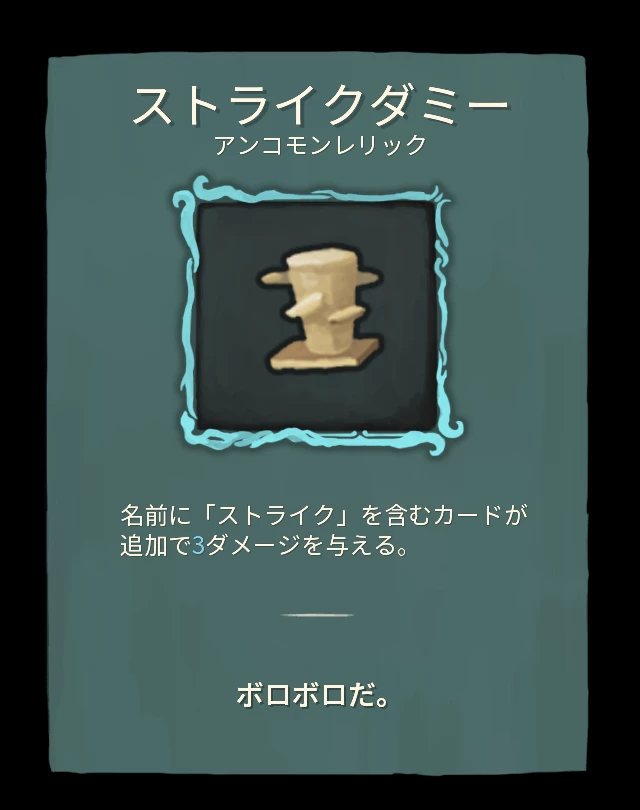 ストライクダミー
アンコモンレリック
名前に「ストライク」を含むカードが
追加で3ダメージを与える。
ボロボロだ。